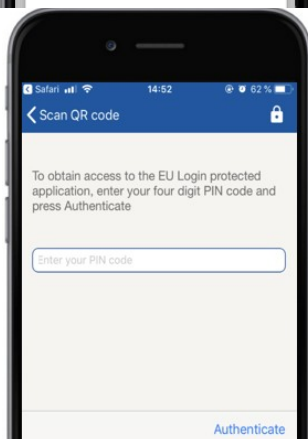 Safari 14:52 62 %
Scan QR code
To obtain access to the EU Login protected
application, enter your four digit PIN code and
press Authenticate
Enter your PIN code
Authenticate